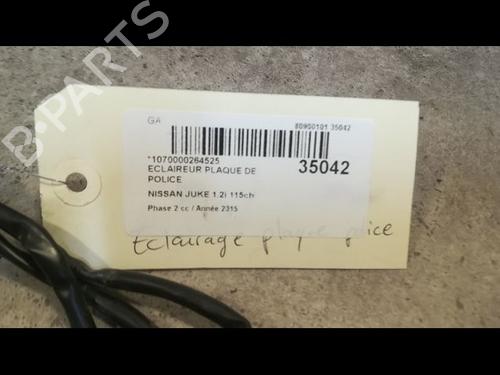 B-PARTS
GA
80900101 35042
*1070000264525
35042
ECLAIREUR PLAQUE DE
POLICE
NISSAN JUKE 1.2i 115ch
Phase 2 cc / Année 2315
Eclairage plaque police